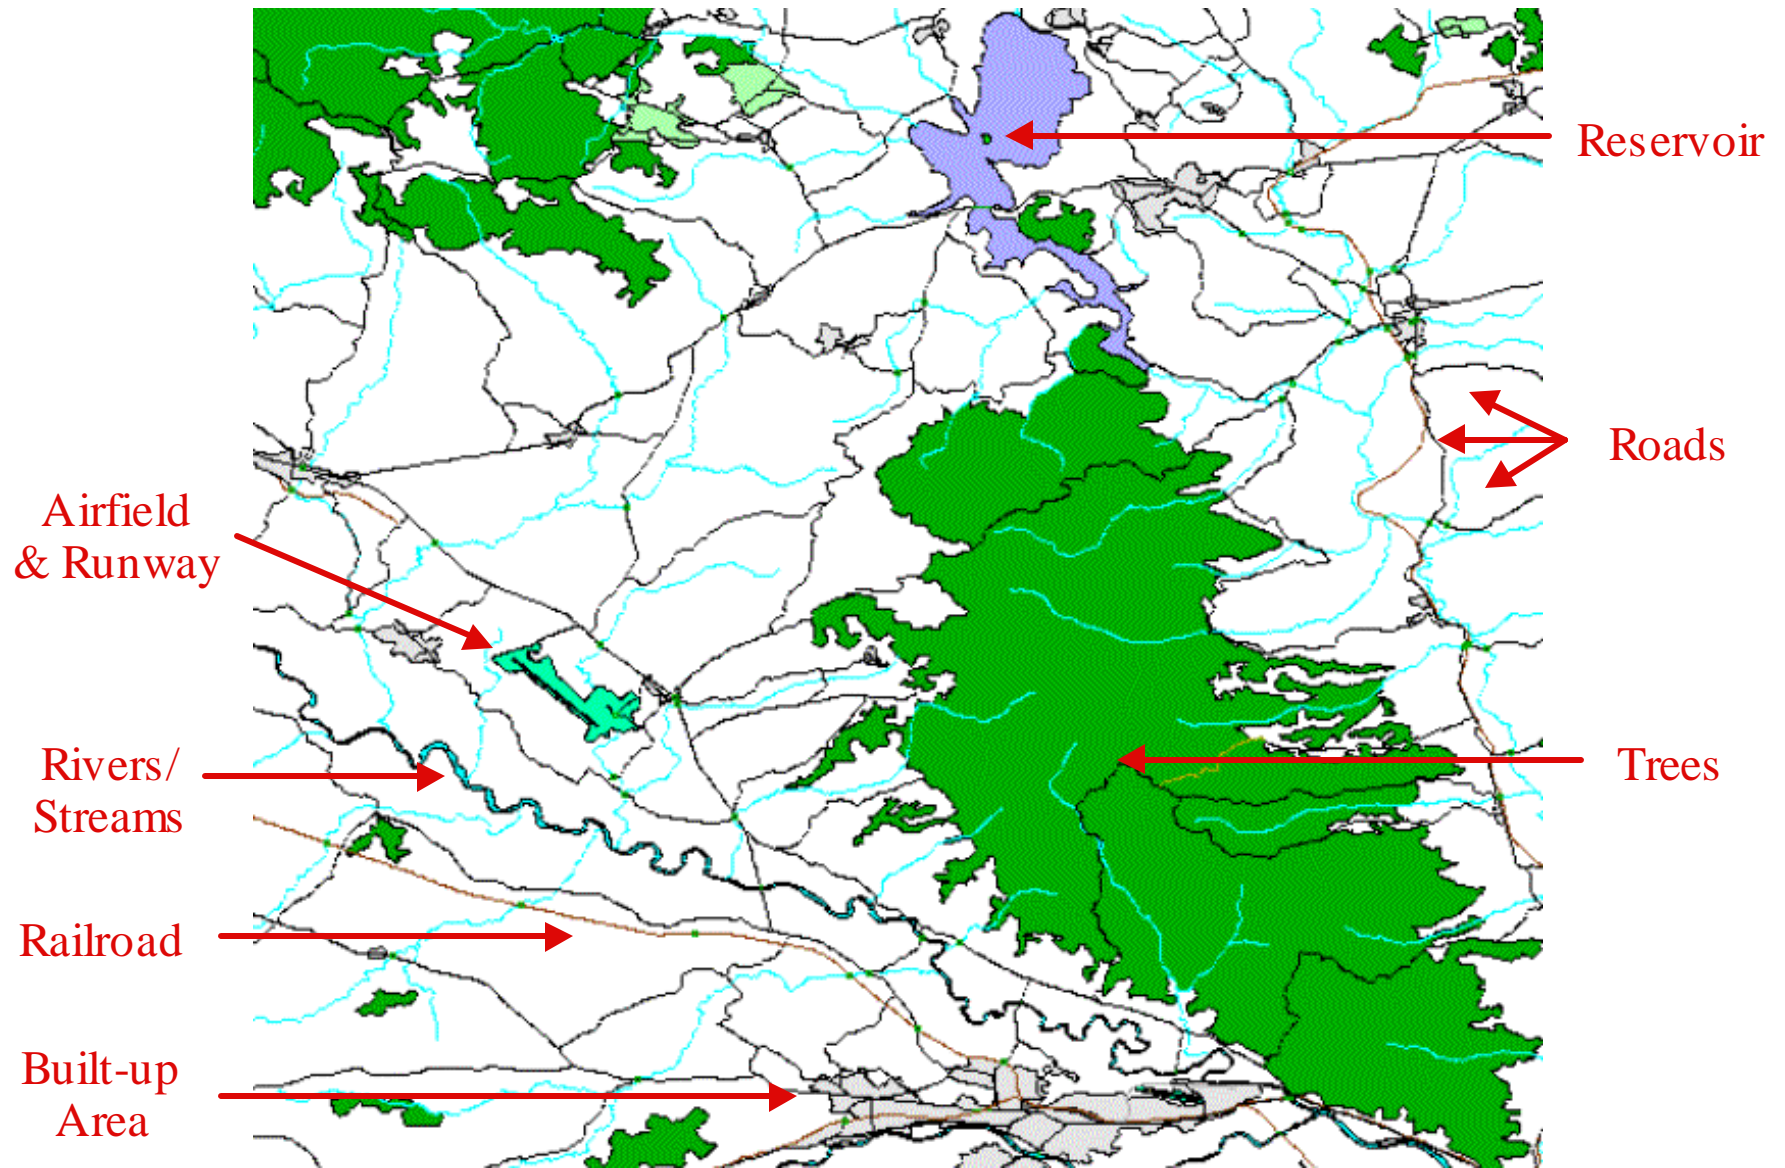 Reservoir
Roads
Airfield
& Runway
Rivers/
Streams
Trees
Railroad
Built-up
Area